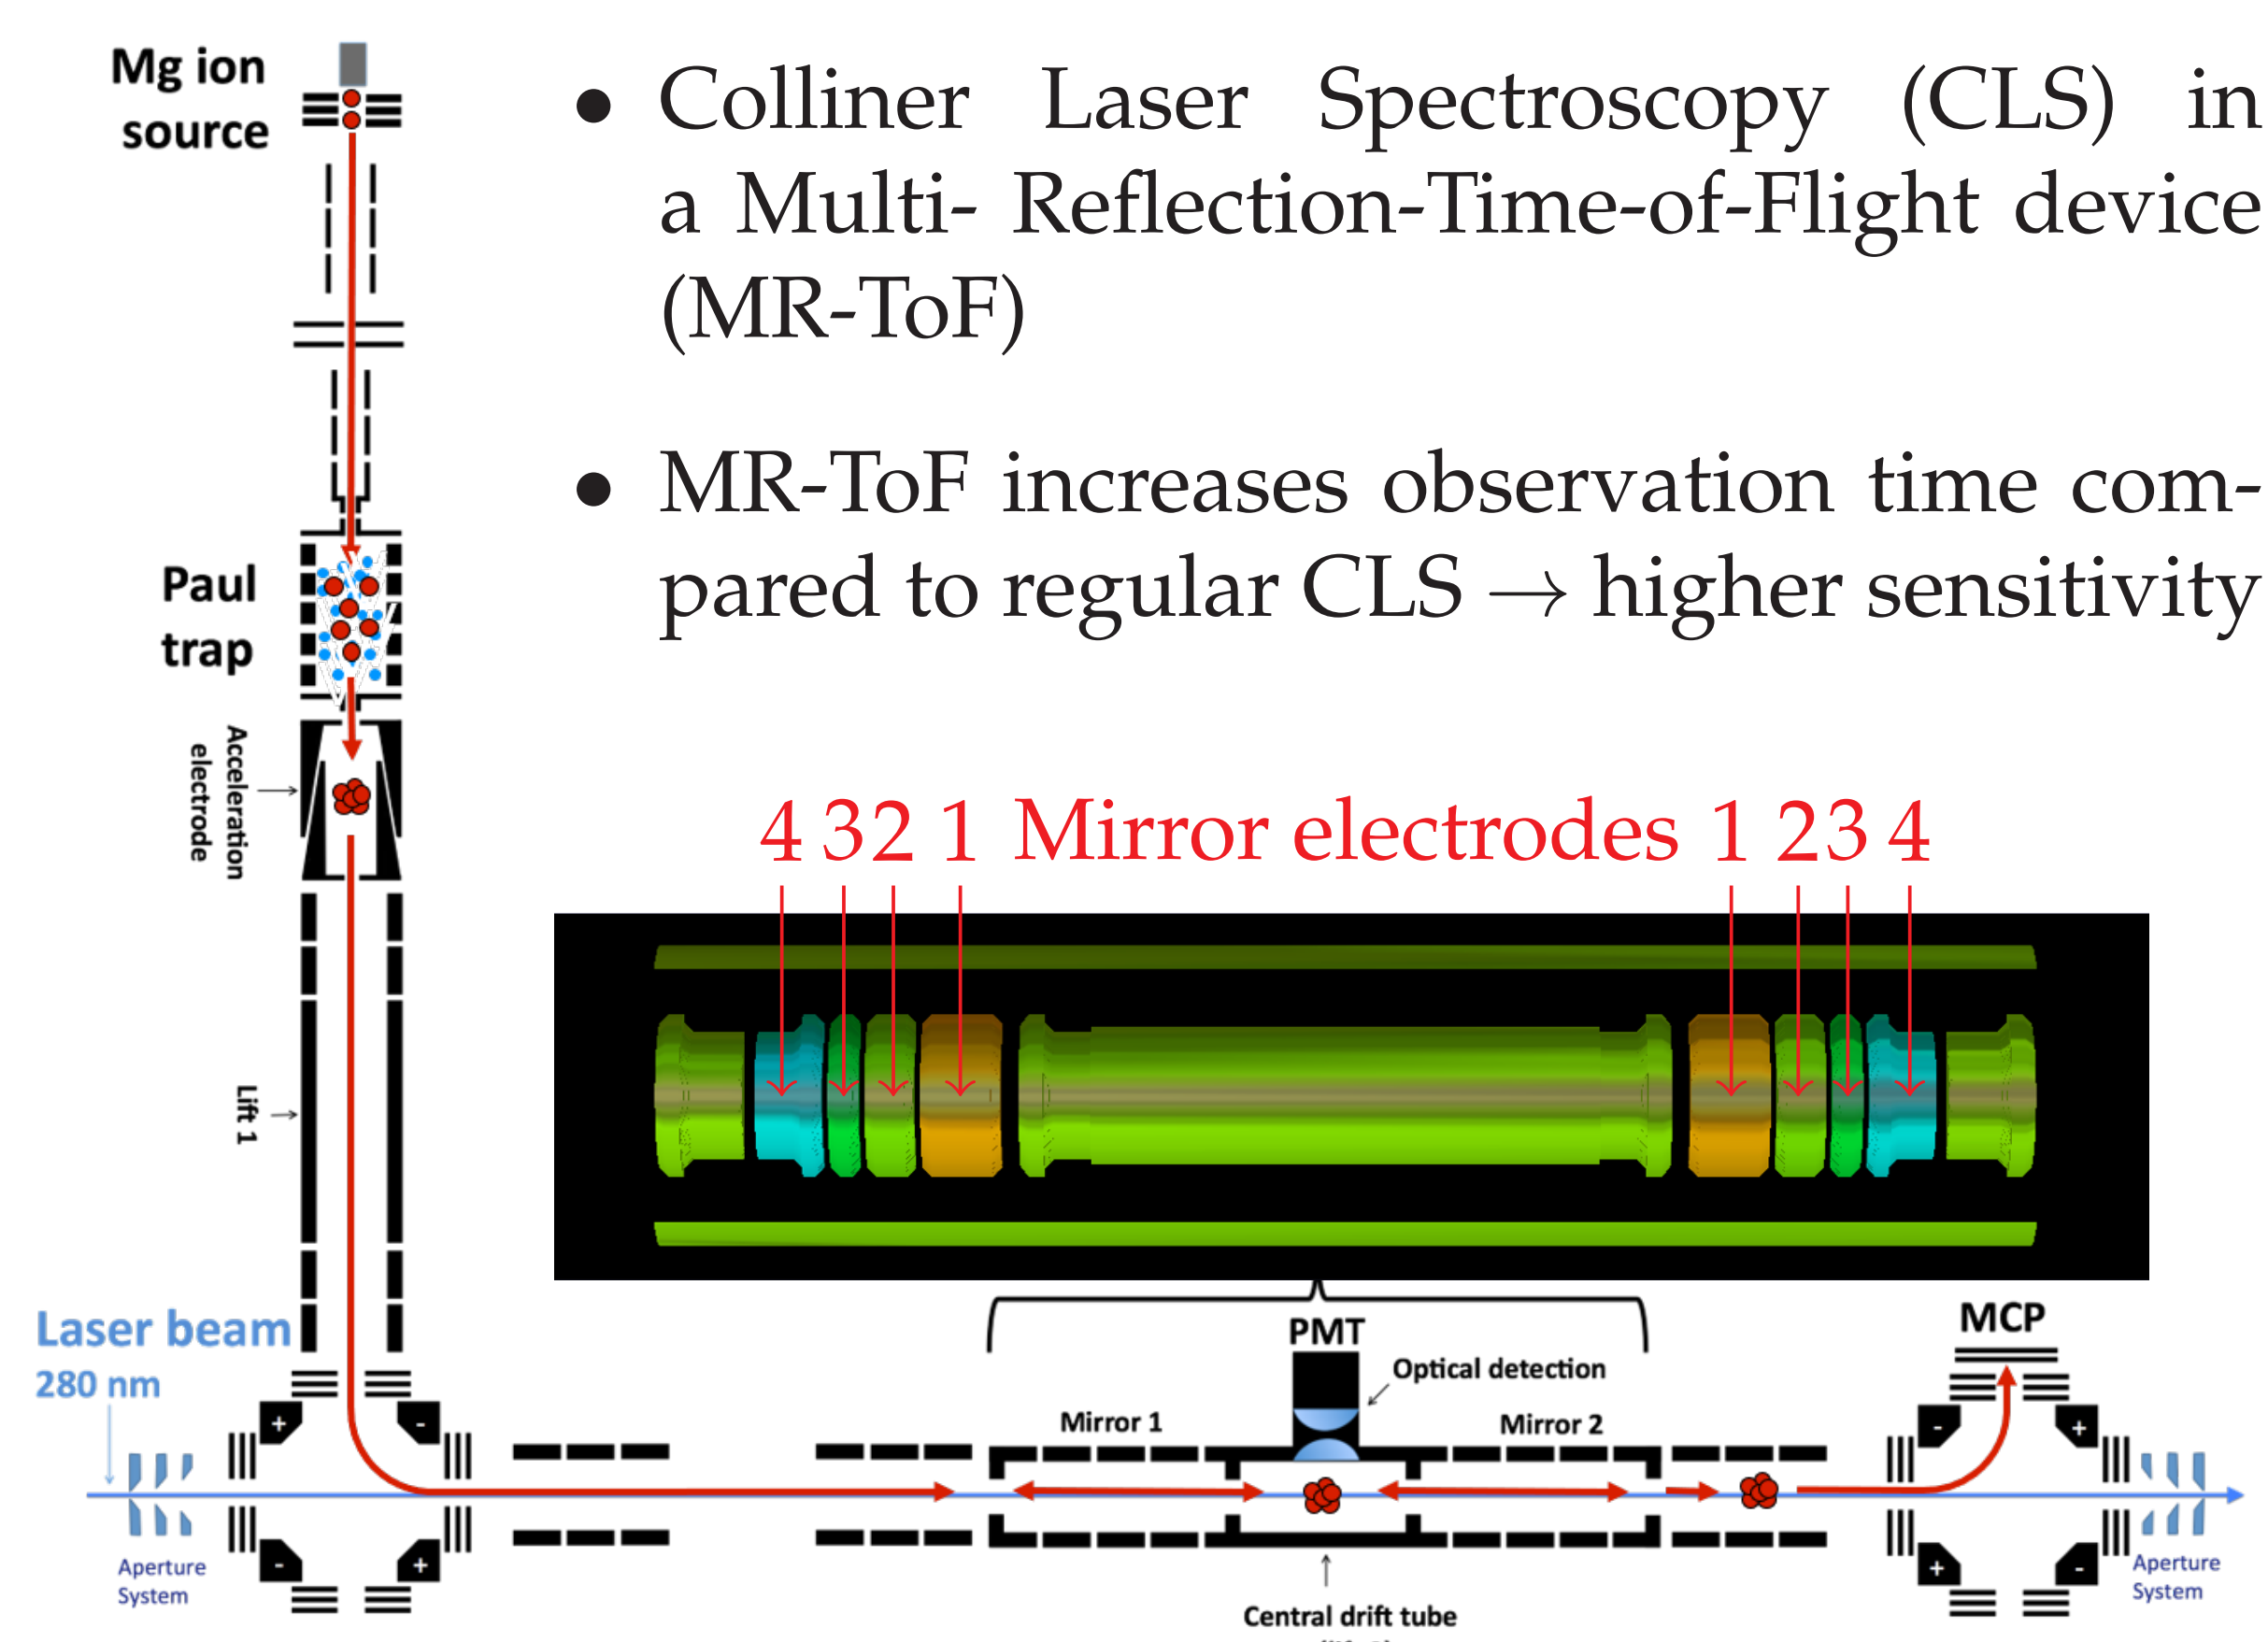 Mg ion
source
• Colliner Laser Spectroscopy (CLS) in
a Multi- Reflection-Time-of-Flight device
(MR-ToF)
• MR-ToF increases observation time com-
pared to regular CLS → higher sensitivity
Paul
trap
Acceleration
electrode
Lift 1
4 3 2 1 Mirror electrodes 1 2 3 4
Laser beam
280 nm
PMT
Optical detection
MCP
Mirror 1
Mirror 2
+ -
- +
- +
+ -
Aperture
System
Aperture
System
Central drift tube